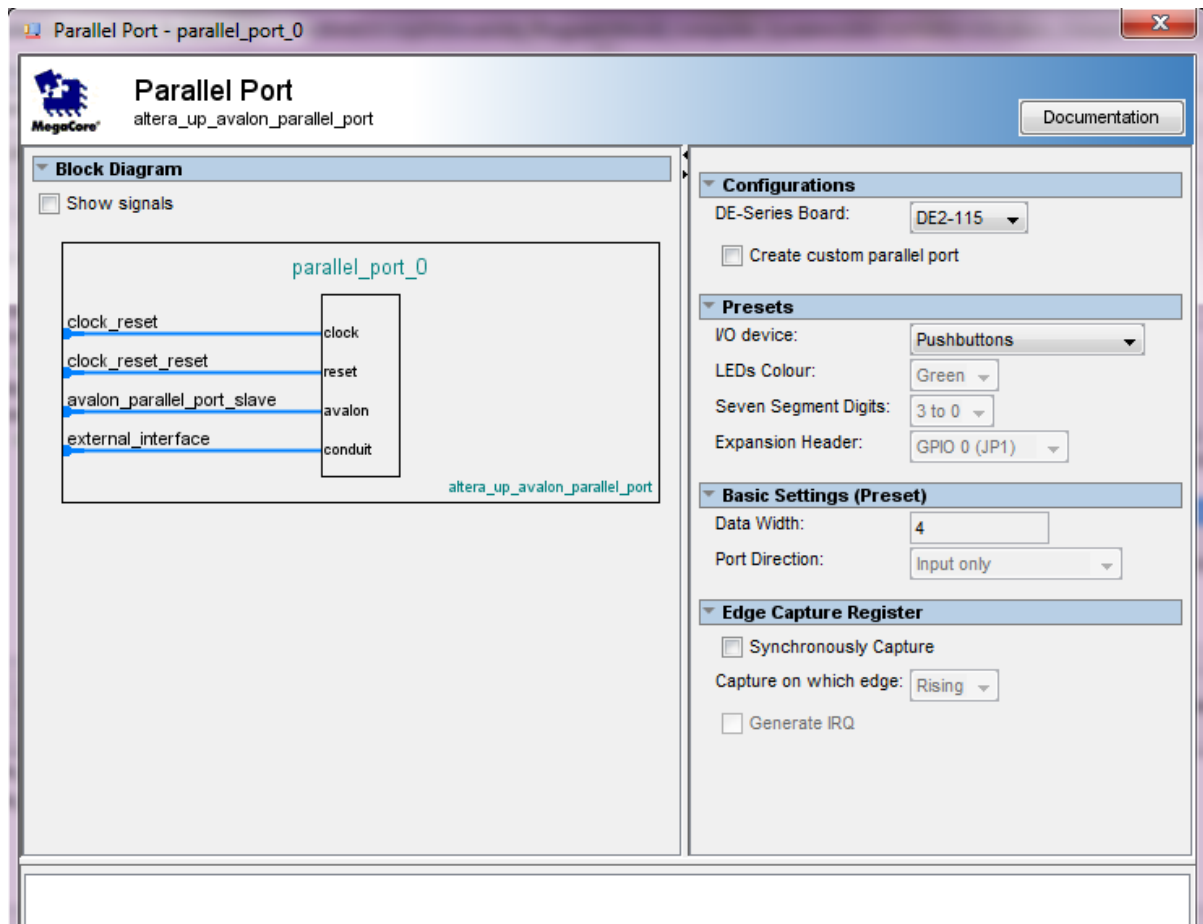 Parallel Port - parallel_port_0
MegaCore®
Parallel Port
altera_up_avalon_parallel_port
Documentation
Block Diagram
Show signals
parallel_port_0
clock_reset
clock
clock_reset_reset
reset
avalon_parallel_port_slave
avalon
external_interface
conduit
altera_up_avalon_parallel_port
Configurations
DE-Series Board: DE2-115
Create custom parallel port
Presets
I/O device: Pushbuttons
LEDs Colour: Green
Seven Segment Digits: 3 to 0
Expansion Header: GPIO 0 (JP1)
Basic Settings (Preset)
Data Width: 4
Port Direction: Input only
Edge Capture Register
Synchronously Capture
Capture on which edge: Rising
Generate IRQ